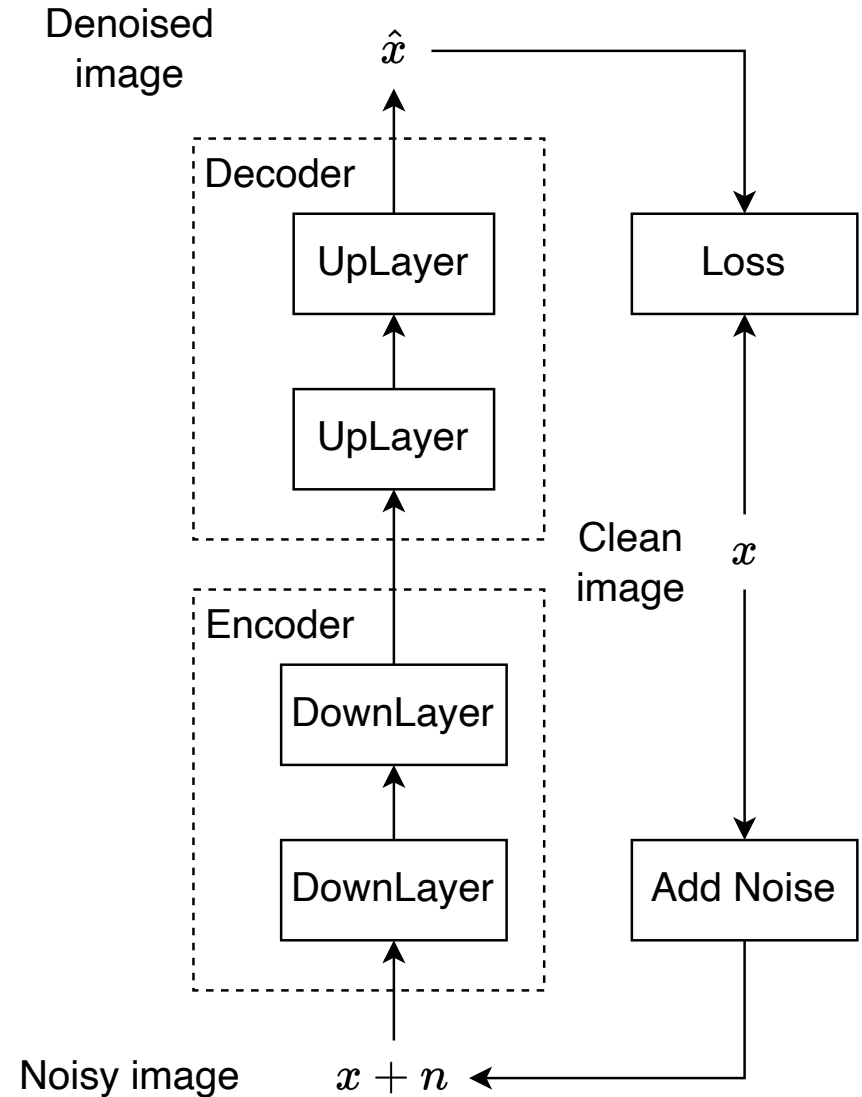 Denoised
image
x̂
Decoder
UpLayer
Loss
UpLayer
Clean
image
x
Encoder
DownLayer
DownLayer
Add Noise
Noisy image
x + n